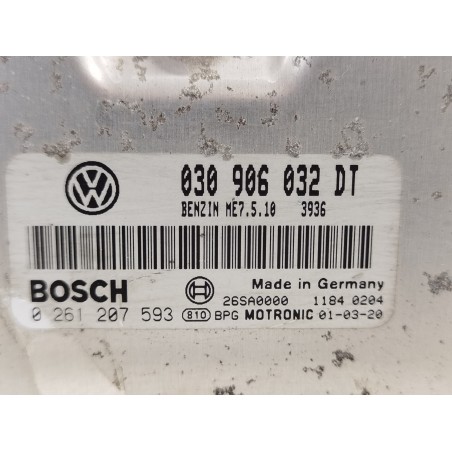 030 906 032 DT
BENZIN ME7.5.10 3936
BOSCH
Made in Germany
26SA0000 1184 0204
0 261 207 593 810 BPG MOTRONIC 01-03-20